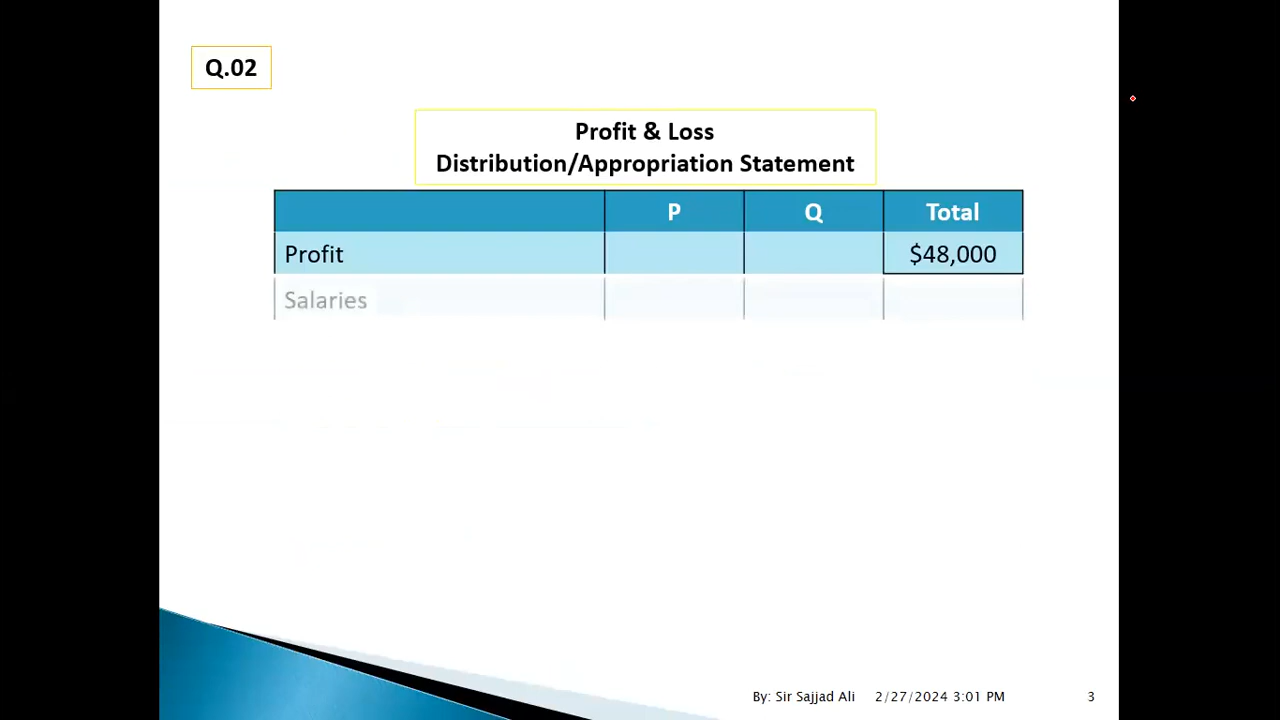 Q.02
Profit & Loss
Distribution/Appropriation Statement
P Q Total
Profit $48,000
Salaries
By: Sir Sajjad Ali 2/27/2024 3:01 PM 3